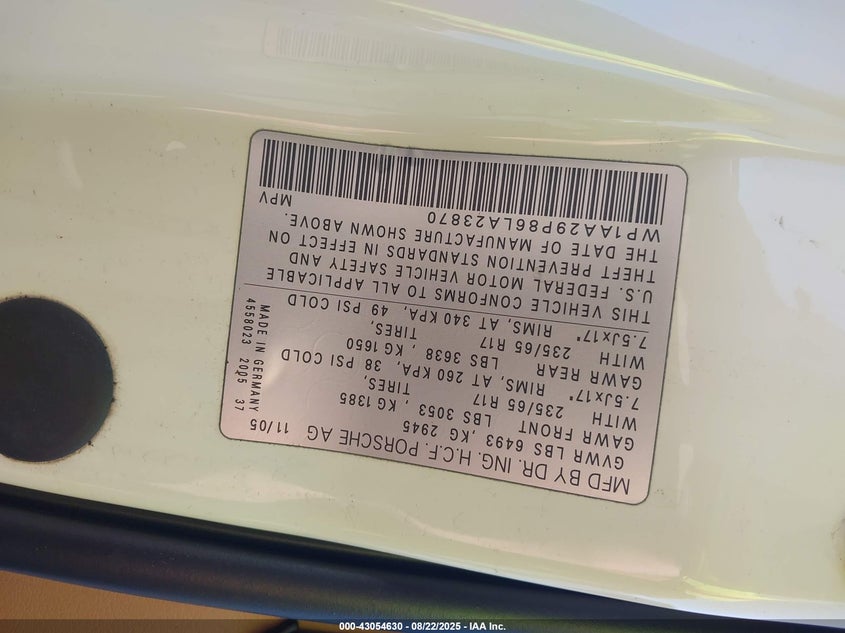 MFD BY DR. ING. H.C.F. PORSCHE AG 11/05
GVWR LBS 6493 ,KG 2945
GAWR FRONT LBS 3053 ,KG 1385
WITH 235/65 R17 TIRES,
7.5Jx17" RIMS, AT 260 KPA, 38 PSI COLD
GAWR REAR LBS 3638 ,KG 1650
WITH 235/65 R17 TIRES,
7.5Jx17" RIMS, AT 340 KPA, 49 PSI COLD
THIS VEHICLE CONFORMS TO ALL APPLICABLE
U.S. FEDERAL MOTOR VEHICLE SAFETY AND
THEFT PREVENTION STANDARDS IN EFFECT ON
THE DATE OF MANUFACTURE SHOWN ABOVE.
WP1AA29P86LA23870 MPV
MADE IN GERMANY
4558023 2005 37
000-43054630 - 08/22/2025 - IAA Inc.